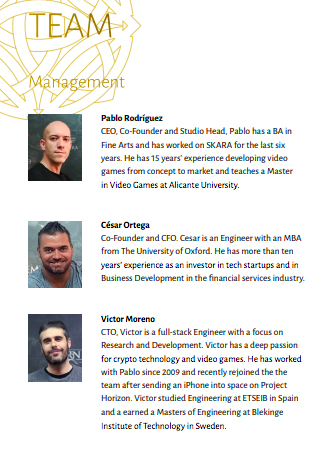 TEAM
Management
Pablo Rodríguez
CEO, Co-Founder and Studio Head, Pablo has a BA in
Fine Arts and has worked on SKARA for the last six
years. He has 15 years' experience developing video
games from concept to market and teaches a Master
in Video Games at Alicante University.
César Ortega
Co-Founder and CFO. Cesar is an Engineer with an MBA
from The University of Oxford. He has more than ten
years' experience as an investor in tech startups and in
Business Development in the financial services industry.
Victor Moreno
CTO, Victor is a full-stack Engineer with a focus on
Research and Development. Victor has a deep passion
for crypto technology and video games. He has worked
with Pablo since 2009 and recently rejoined the the
team after sending an iPhone into space on Project
Horizon. Victor studied Engineering at ETSEIB in Spain
and a earned a Masters of Engineering at Blekinge
Institute of Technology in Sweden.